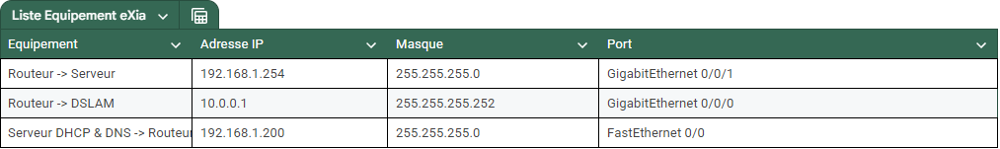 Liste Equipement eXia
Equipement Adresse IP Masque Port
Routeur -> Serveur 192.168.1.254 255.255.255.0 GigabitEthernet 0/0/1
Routeur -> DSLAM 10.0.0.1 255.255.255.252 GigabitEthernet 0/0/0
Serveur DHCP & DNS -> Routeur 192.168.1.200 255.255.255.0 FastEthernet 0/0